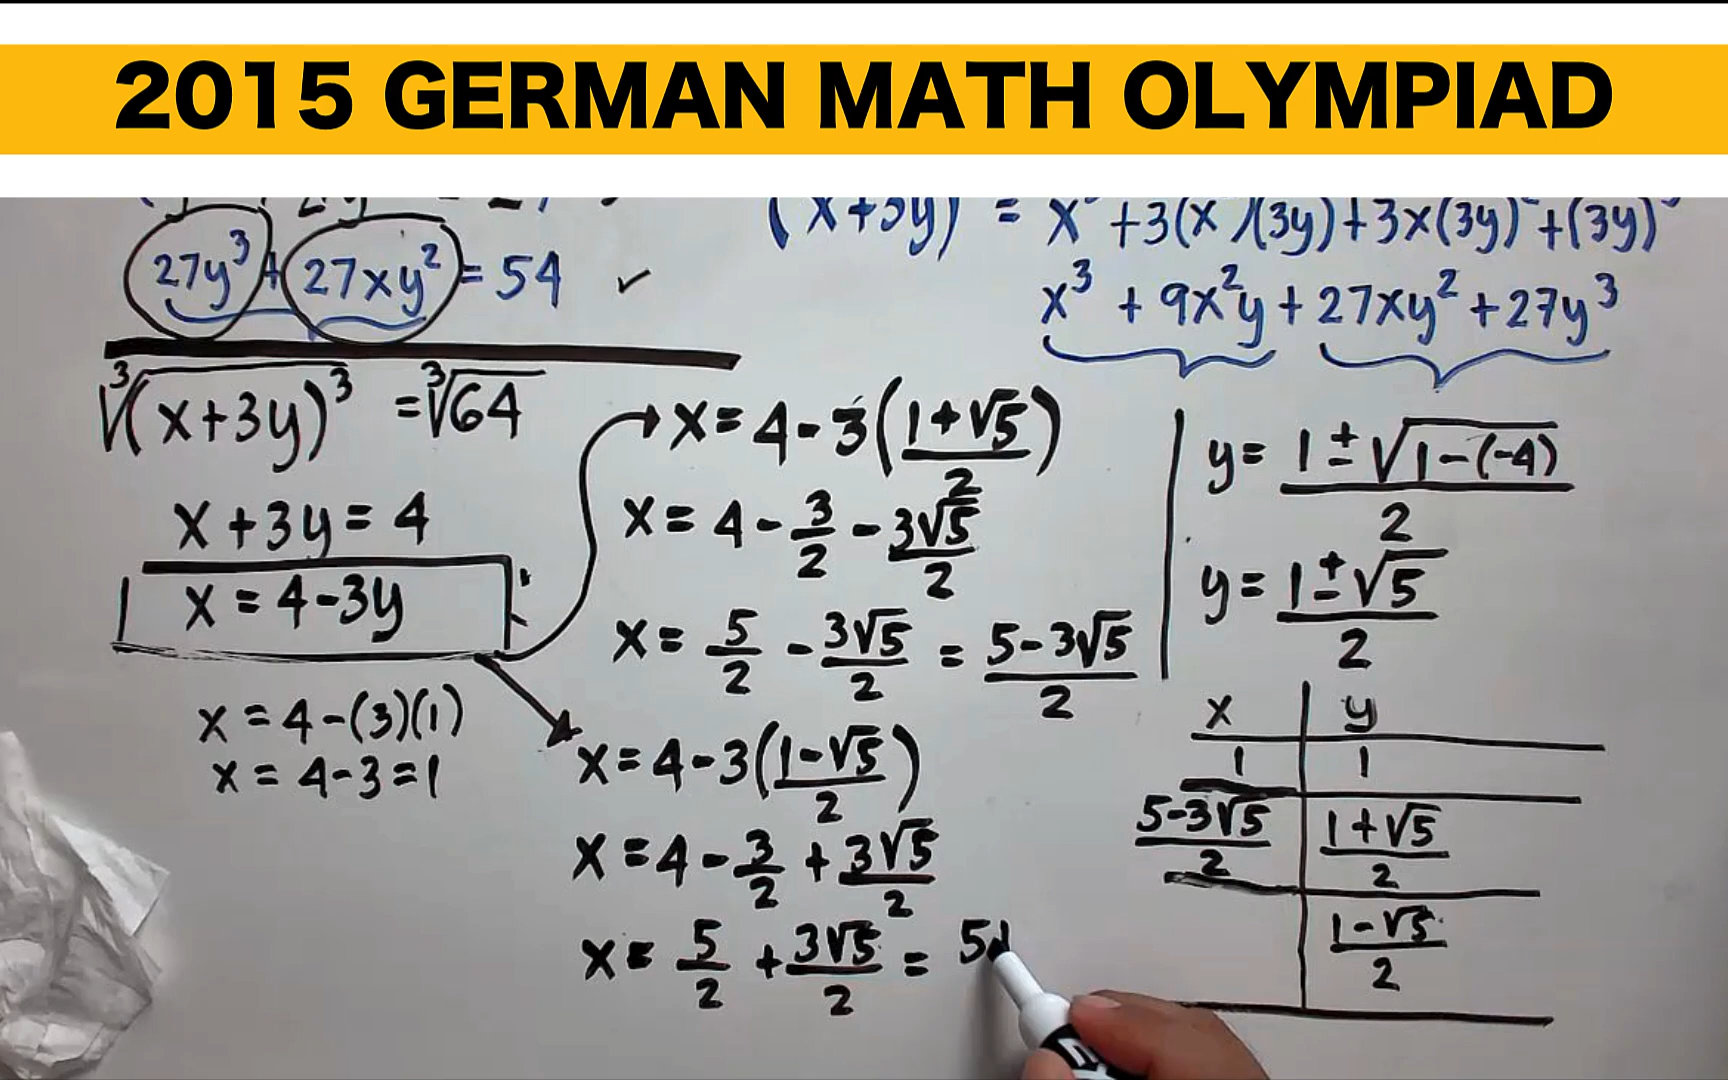 2015 GERMAN MATH OLYMPIAD
27y³ + 27xy² = 54 ✓
(x+3y) = x + 3(x)(3y) + 3x(3y)² + (3y)³
x³ + 9x²y + 27xy² + 27y³
∛(x+3y)³ = ∛64
x + 3y = 4
x = 4-3y
x = 4-(3)(1)
x = 4-3 = 1
x = 4-3((1+√5)/2)
x = 4 - 3/2 - 3√5/2
x = 5/2 - 3√5/2 = (5-3√5)/2
x = 4-3((1-√5)/2)
x = 4 - 3/2 + 3√5/2
x = 5/2 + 3√5/2 = 5
y = (1±√(1-(-4)))/2
y = (1±√5)/2
x | y
1 | 1
(5-3√5)/2 | (1+√5)/2
(1-√5)/2